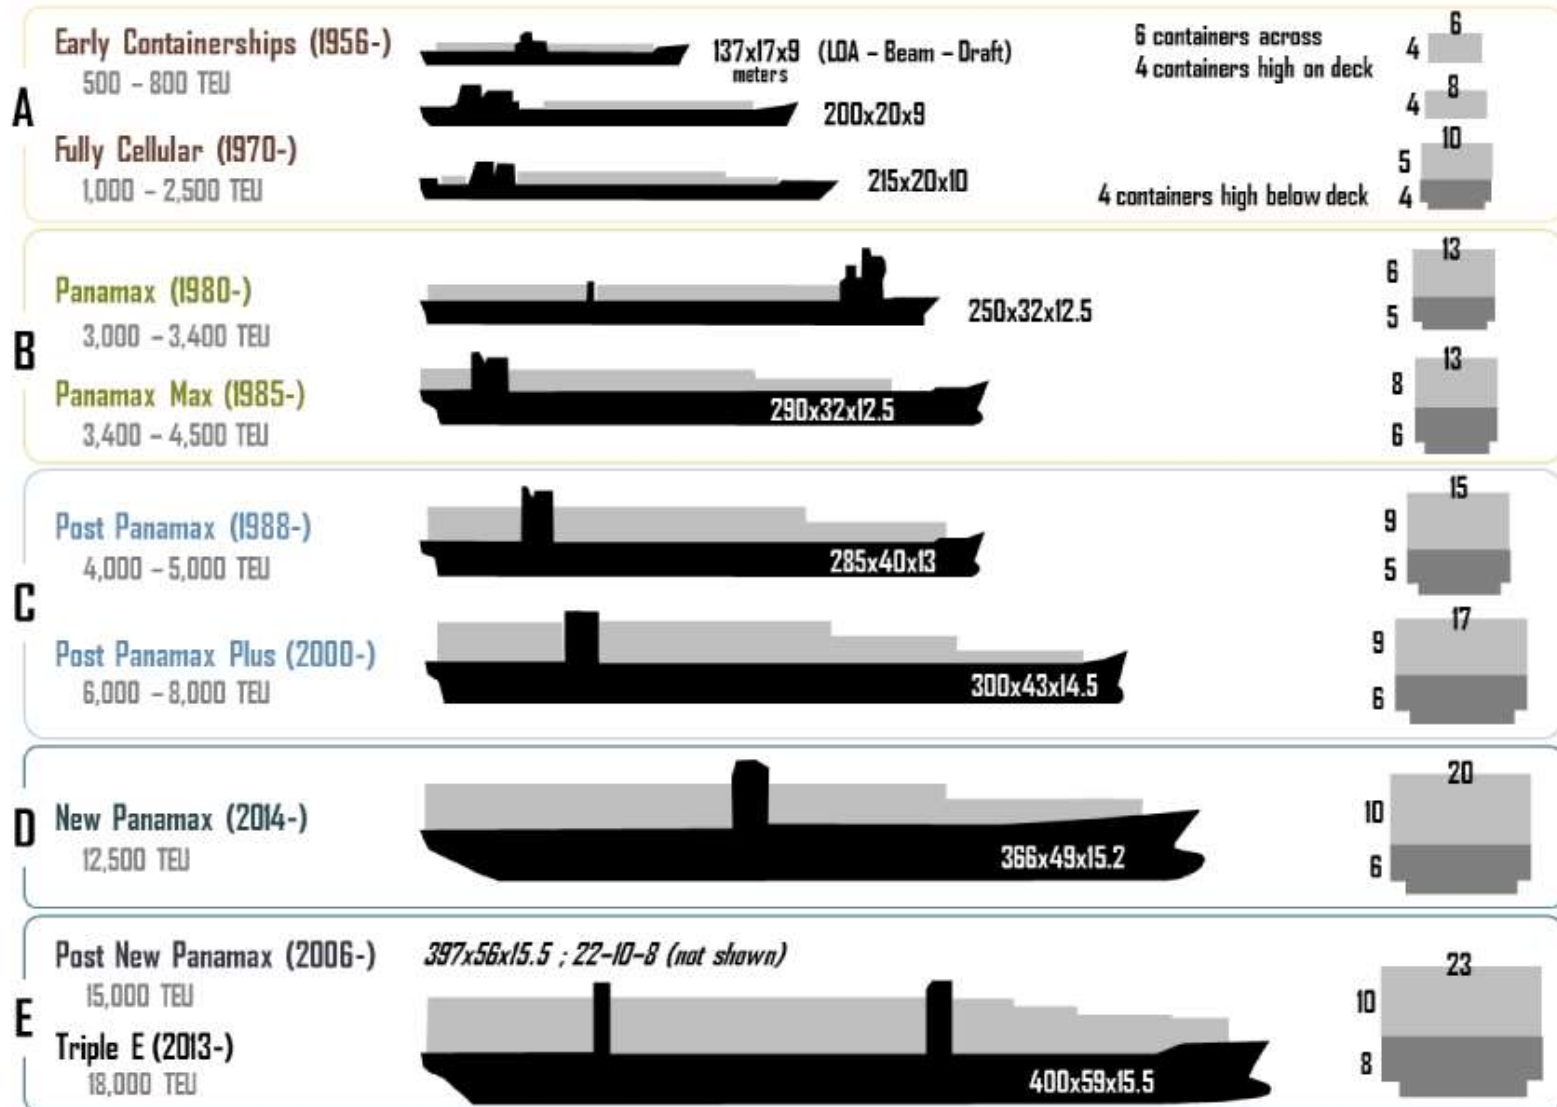 A
Early Containerships (1956-)
500 – 800 TEU
137x17x9 (LOA – Beam – Draft)
meters
6 containers across
4 containers high on deck
6
4
200x20x9
8
4
Fully Cellular (1970-)
1,000 – 2,500 TEU
215x20x10
4 containers high below deck
10
5
4
B
Panamax (1980-)
3,000 – 3,400 TEU
250x32x12.5
13
6
5
Panamax Max (1985-)
3,400 – 4,500 TEU
290x32x12.5
13
8
6
C
Post Panamax (1988-)
4,000 – 5,000 TEU
285x40x13
15
9
5
Post Panamax Plus (2000-)
6,000 – 8,000 TEU
300x43x14.5
17
9
6
D
New Panamax (2014-)
12,500 TEU
366x49x15.2
20
10
6
E
Post New Panamax (2006-)
15,000 TEU
397x56x15.5 ; 22–10–8 (not shown)
Triple E (2013-)
18,000 TEU
400x59x15.5
23
10
8